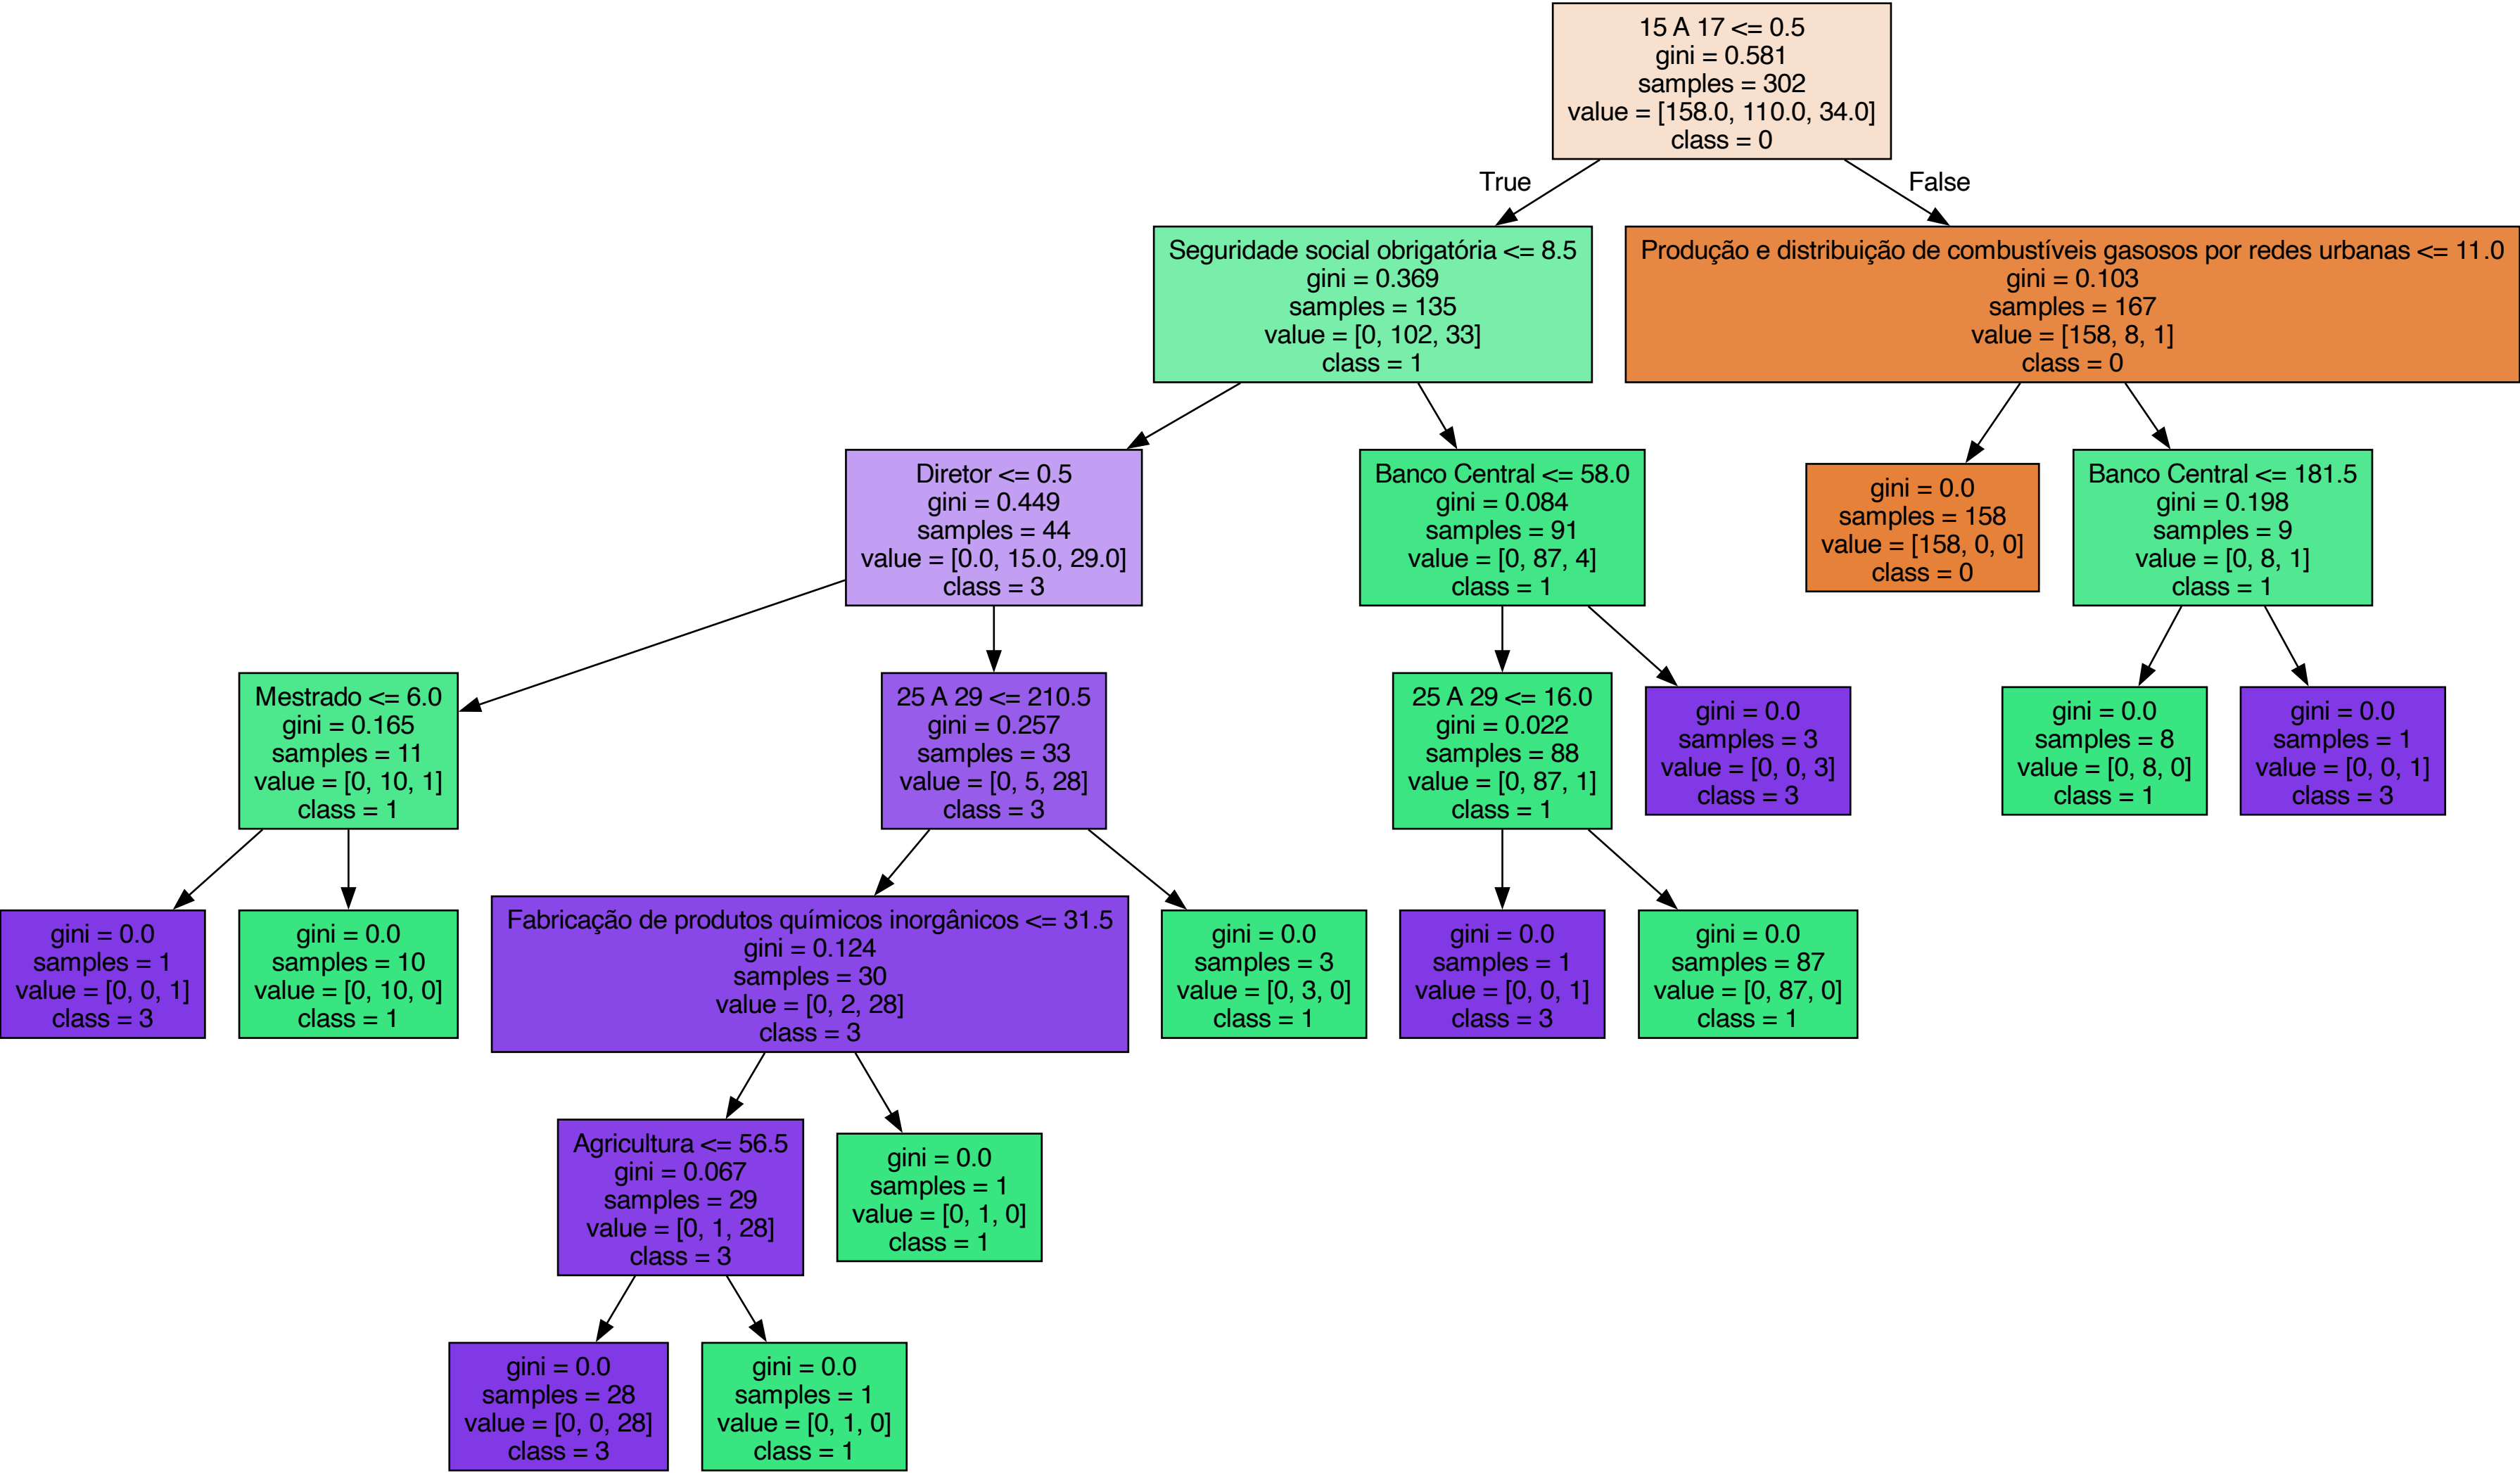 15 A 17 <= 0.5
gini = 0.581
samples = 302
value = [158.0, 110.0, 34.0]
class = 0
True
False
Seguridade social obrigatória <= 8.5
gini = 0.369
samples = 135
value = [0, 102, 33]
class = 1
Produção e distribuição de combustíveis gasosos por redes urbanas <= 11.0
gini = 0.103
samples = 167
value = [158, 8, 1]
class = 0
Diretor <= 0.5
gini = 0.449
samples = 44
value = [0.0, 15.0, 29.0]
class = 3
Banco Central <= 58.0
gini = 0.084
samples = 91
value = [0, 87, 4]
class = 1
gini = 0.0
samples = 158
value = [158, 0, 0]
class = 0
Banco Central <= 181.5
gini = 0.198
samples = 9
value = [0, 8, 1]
class = 1
Mestrado <= 6.0
gini = 0.165
samples = 11
value = [0, 10, 1]
class = 1
25 A 29 <= 210.5
gini = 0.257
samples = 33
value = [0, 5, 28]
class = 3
25 A 29 <= 16.0
gini = 0.022
samples = 88
value = [0, 87, 1]
class = 1
gini = 0.0
samples = 3
value = [0, 0, 3]
class = 3
gini = 0.0
samples = 8
value = [0, 8, 0]
class = 1
gini = 0.0
samples = 1
value = [0, 0, 1]
class = 3
gini = 0.0
samples = 1
value = [0, 0, 1]
class = 3
gini = 0.0
samples = 10
value = [0, 10, 0]
class = 1
Fabricação de produtos químicos inorgânicos <= 31.5
gini = 0.124
samples = 30
value = [0, 2, 28]
class = 3
gini = 0.0
samples = 3
value = [0, 3, 0]
class = 1
gini = 0.0
samples = 1
value = [0, 0, 1]
class = 3
gini = 0.0
samples = 87
value = [0, 87, 0]
class = 1
Agricultura <= 56.5
gini = 0.067
samples = 29
value = [0, 1, 28]
class = 3
gini = 0.0
samples = 1
value = [0, 1, 0]
class = 1
gini = 0.0
samples = 28
value = [0, 0, 28]
class = 3
gini = 0.0
samples = 1
value = [0, 1, 0]
class = 1